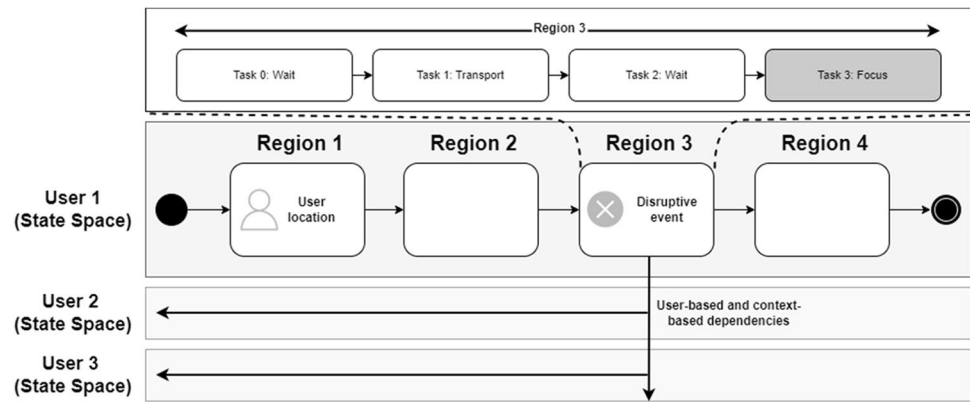 Region 3
Task 0: Wait
Task 1: Transport
Task 2: Wait
Task 3: Focus
Region 1
Region 2
Region 3
Region 4
User 1
(State Space)
User
location
Disruptive
event
User 2
(State Space)
User-based and context-
based dependencies
User 3
(State Space)